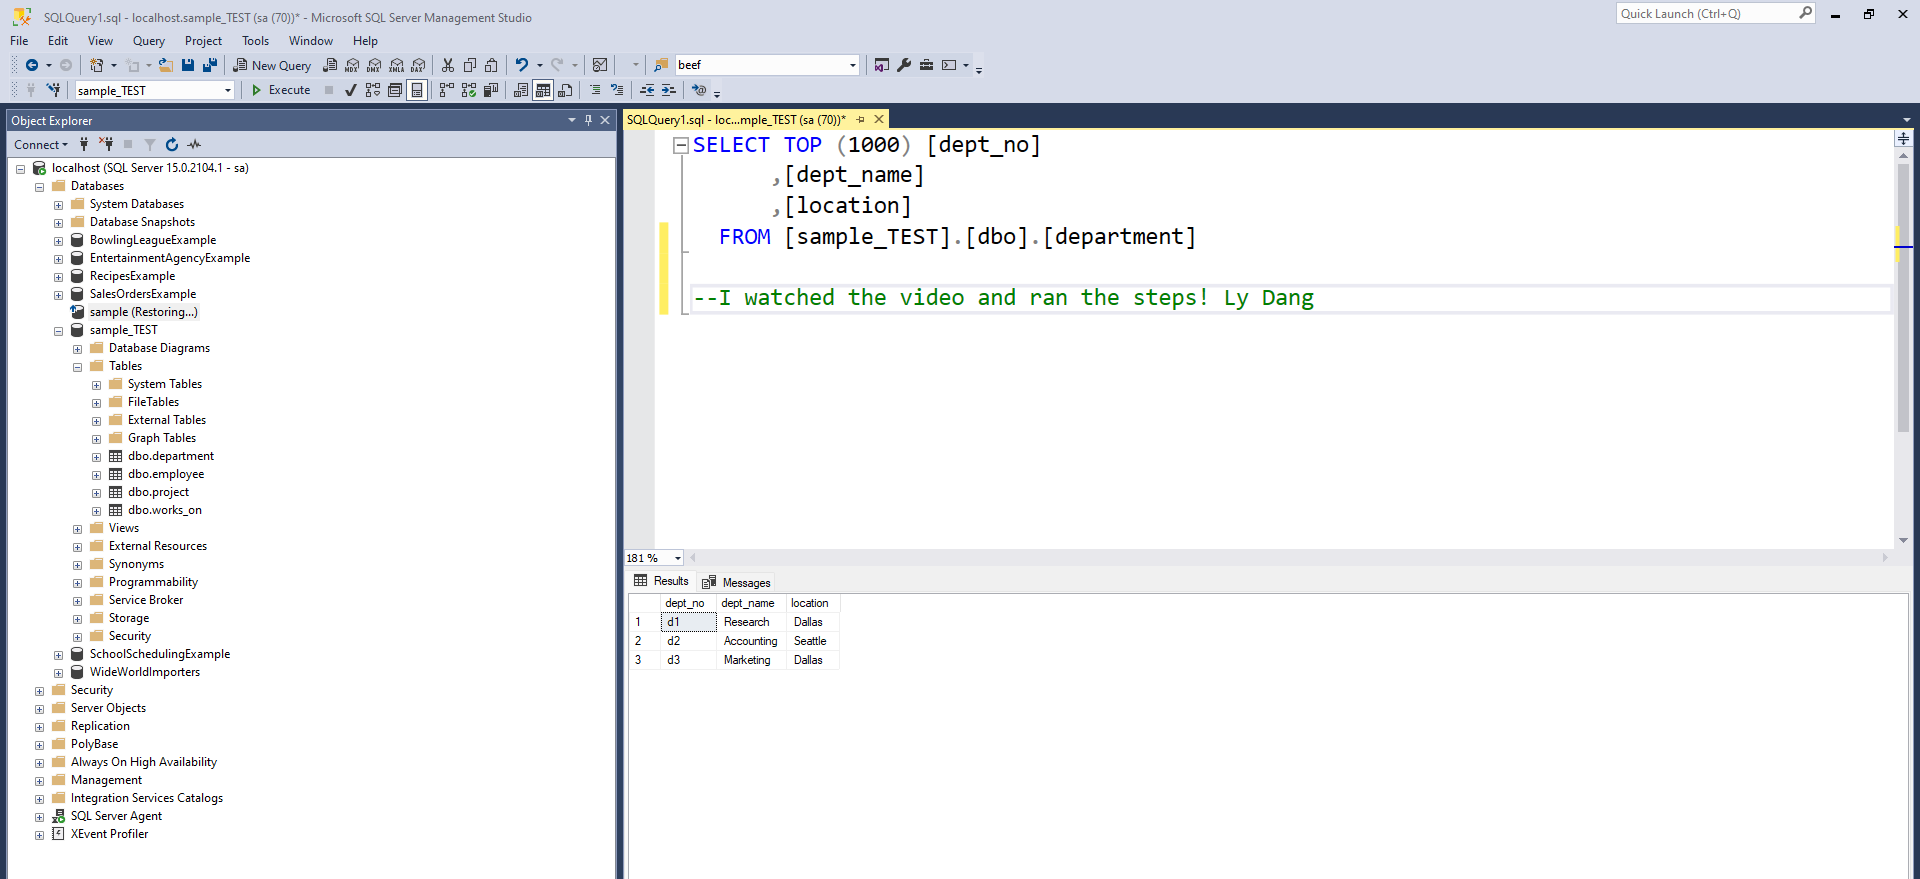 SQLQuery1.sql - localhost.sample_TEST (sa (70))* - Microsoft SQL Server Management Studio
Quick Launch (Ctrl+Q)
File Edit View Query Project Tools Window Help
New Query
MDX DMX XMLA DAX
beef
sample_TEST
Execute
Object Explorer
Connect
localhost (SQL Server 15.0.2104.1 - sa)
Databases
System Databases
Database Snapshots
BowlingLeagueExample
EntertainmentAgencyExample
RecipesExample
SalesOrdersExample
sample (Restoring...)
sample_TEST
Database Diagrams
Tables
System Tables
FileTables
External Tables
Graph Tables
dbo.department
dbo.employee
dbo.project
dbo.works_on
Views
External Resources
Synonyms
Programmability
Service Broker
Storage
Security
SchoolSchedulingExample
WideWorldImporters
Security
Server Objects
Replication
PolyBase
Always On High Availability
Management
Integration Services Catalogs
SQL Server Agent
XEvent Profiler
SQLQuery1.sql - loc...mple_TEST (sa (70))*
SELECT TOP (1000) [dept_no]
,[dept_name]
,[location]
FROM [sample_TEST].[dbo].[department]
--I watched the video and ran the steps! Ly Dang
181 %
Results Messages
dept_no dept_name location
1 d1 Research Dallas
2 d2 Accounting Seattle
3 d3 Marketing Dallas